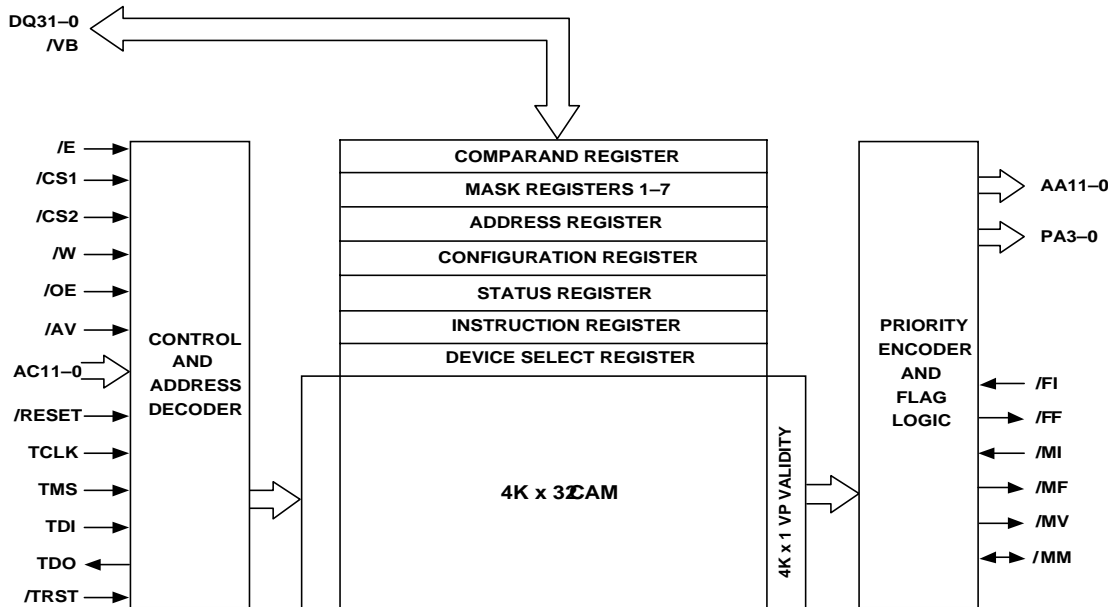 DQ31–0
/VB
/E
/CS1
/CS2
/W
/OE
/AV
AC11–0
/RESET
TCLK
TMS
TDI
TDO
/TRST
CONTROL
AND
ADDRESS
DECODER
COMPARAND REGISTER
MASK REGISTERS 1–7
ADDRESS REGISTER
CONFIGURATION REGISTER
STATUS REGISTER
INSTRUCTION REGISTER
DEVICE SELECT REGISTER
4K x 32CAM
4K x 1 VP VALIDITY
PRIORITY
ENCODER
AND
FLAG
LOGIC
AA11–0
PA3–0
/FI
/FF
/MI
/MF
/MV
/MM